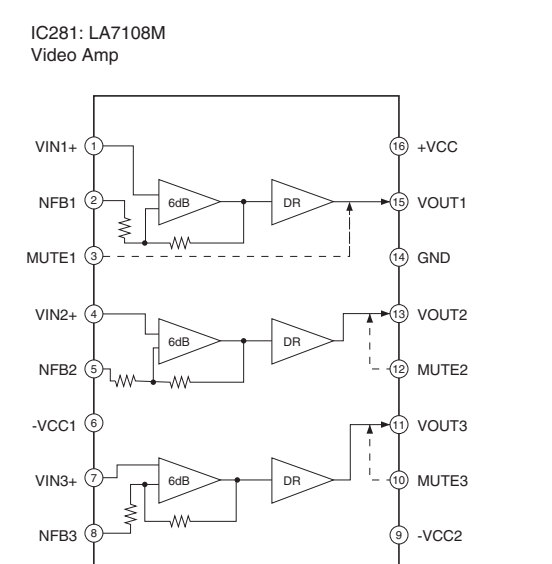 IC281: LA7108M
Video Amp
VIN1+ 1 16 +VCC
NFB1 2 6dB DR 15 VOUT1
MUTE1 3 14 GND
VIN2+ 4 13 VOUT2
6dB DR
NFB2 5 12 MUTE2
-VCC1 6 11 VOUT3
VIN3+ 7 6dB DR 10 MUTE3
NFB3 8 9 -VCC2